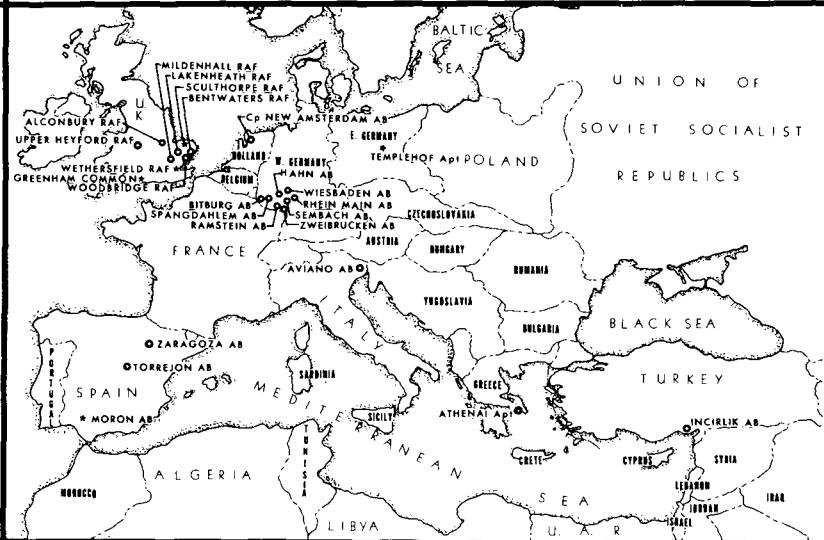 BALTIC
SEA
UNION OF
SOVIET SOCIALIST
REPUBLICS
MILDENHALL RAF
LAKENHEATH RAF
SCULTHORPE RAF
BENTWATERS RAF
U.
K
ALCONBURY RAF
UPPER HEYFORD RAF
WETHERSFIELD RAF
GREENHAM COMMON
WOODBRIDGE RAF
Cp NEW AMSTERDAM AB
HOLLAND
BELGIUM
W. GERMANY
E. GERMANY
TEMPLEHOF Apt
POLAND
HAHN AB
WIESBADEN AB
RHEIN MAIN AB
BITBURG AB
SPANGDAHLEM AB
SEMBACH AB
RAMSTEIN AB
ZWEIBRUCKEN AB
CZECHOSLOVAKIA
FRANCE
AUSTRIA
HUNGARY
RUMANIA
AVIANO AB
ITALY
YUGOSLAVIA
BULGARIA
BLACK SEA
ZARAGOZA AB
TORREJON AB
PORTUGAL
SPAIN
MORON AB
SARDINIA
MEDITERRANEAN
SEA
SICILY
GREECE
ATHENAI Apt
TURKEY
INCIRLIK AB
CRETE
CYPRUS
SYRIA
LEBANON
JORDAN
ISRAEL
IRAQ
MOROCCO
ALGERIA
TUNISIA
LIBYA
U. A. R.